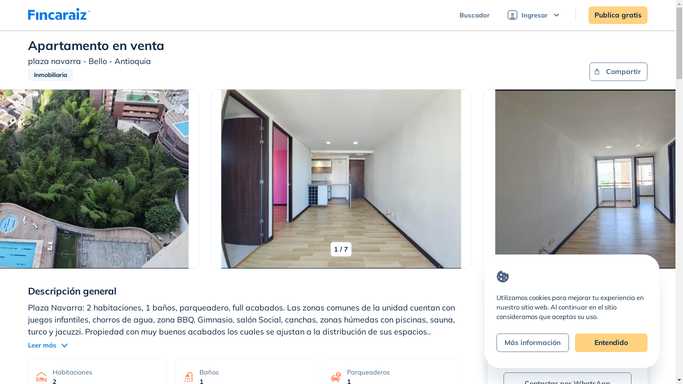 Fincaraiz
Buscador
Ingresar
Publica gratis
Apartamento en venta
plaza navarra - Bello - Antioquia
Inmobiliaria
Compartir
1 / 7
Descripción general
Plaza Navarra: 2 habitaciones, 1 baños, parqueadero, full acabados. Las zonas comunes de la unidad cuentan con
juegos infantiles, chorros de agua, zona BBQ, Gimnasio, salón Social, canchas, zonas húmedas con piscinas, sauna,
turco y jacuzzi. Propiedad con muy buenos acabados los cuales se ajustan a la distribución de sus espacios..
Leer más
Habitaciones
2
Baños
1
Parqueaderos
1
Utilizamos cookies para mejorar tu experiencia en
nuestro sitio web. Al continuar en el sitio
consideramos que aceptas su uso.
Más información
Entendido
Contactar por WhatsApp